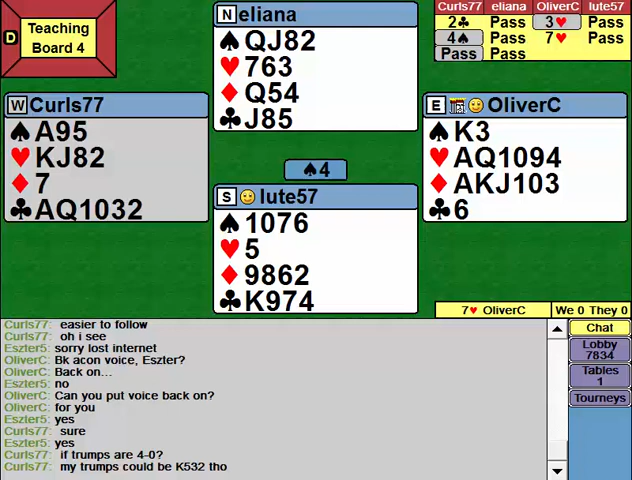 D
Teaching
Board 4
N eliana
♠ QJ82
♥ 763
♦ Q54
♣ J85
Curls77 eliana OliverC lute57
2♣ Pass 3♥ Pass
4♠ Pass 7♥ Pass
Pass Pass
W Curls77
♠ A95
♥ KJ82
♦ 7
♣ AQ1032
E OliverC
♠ K3
♥ AQ1094
♦ AKJ103
♣ 6
♠4
S lute57
♠ 1076
♥ 5
♦ 9862
♣ K974
7♥ OliverC We 0 They 0
Curls77: easier to follow
Curls77: oh i see
Eszter5: sorry lost internet
OliverC: Bk acon voice, Eszter?
OliverC: Back on...
Eszter5: no
OliverC: Can you put voice back on?
OliverC: for you
Eszter5: yes
Curls77: sure
Eszter5: yes
Curls77: if trumps are 4-0?
Curls77: my trumps could be K532 tho
Chat
Lobby
7834
Tables
1
Tourneys